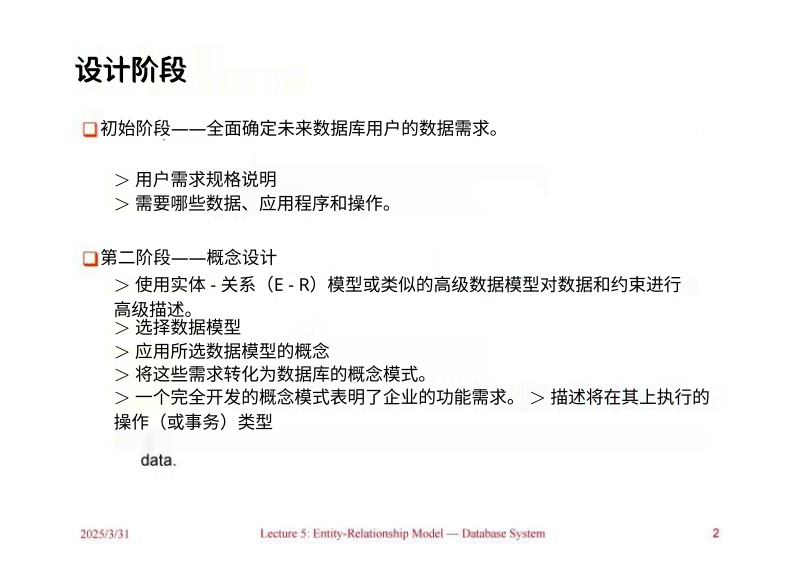 设计阶段
❑初始阶段——全面确定未来数据库用户的数据需求。
＞ 用户需求规格说明
＞ 需要哪些数据、应用程序和操作。
❑第二阶段——概念设计
＞ 使用实体 - 关系（E - R）模型或类似的高级数据模型对数据和约束进行
高级描述。
＞ 选择数据模型
＞ 应用所选数据模型的概念
＞ 将这些需求转化为数据库的概念模式。
＞ 一个完全开发的概念模式表明了企业的功能需求。 ＞ 描述将在其上执行的
操作（或事务）类型
data.
2025/3/31 Lecture 5: Entity-Relationship Model — Database System 2